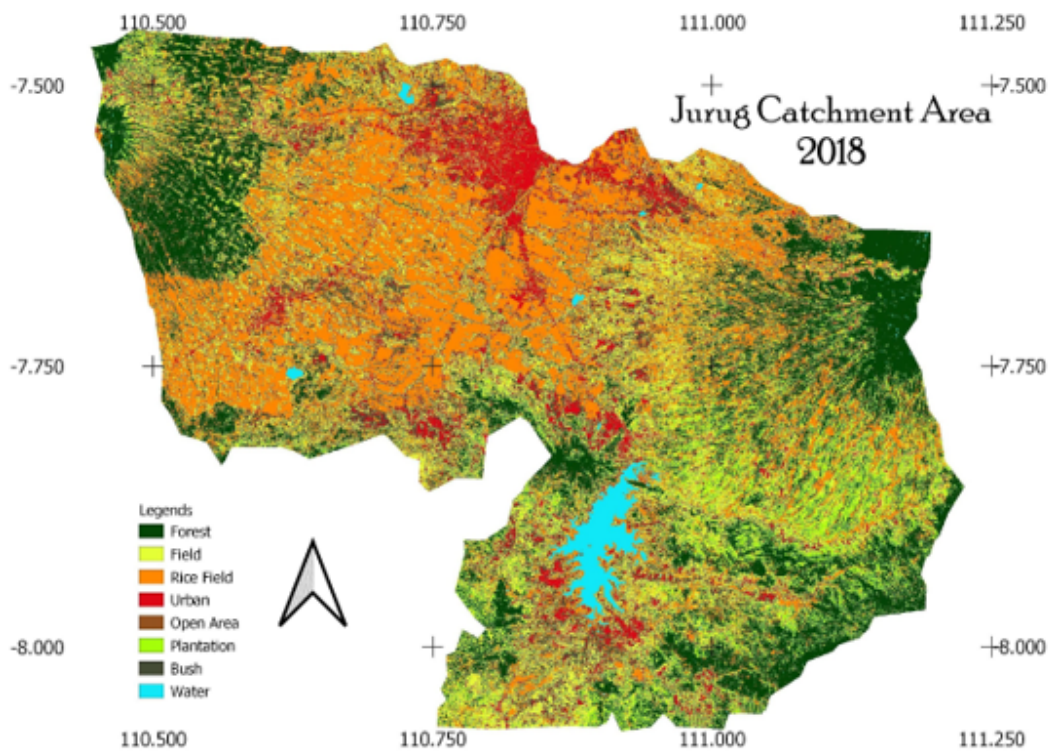 110.500 110.750 111.000 111.250
-7.500 -7.500
Jurug Catchment Area
2018
-7.750 -7.750
Legends
Forest
Field
Rice Field
Urban
Open Area
Plantation
Bush
Water
-8.000 -8.000
110.500 110.750 111.000 111.250